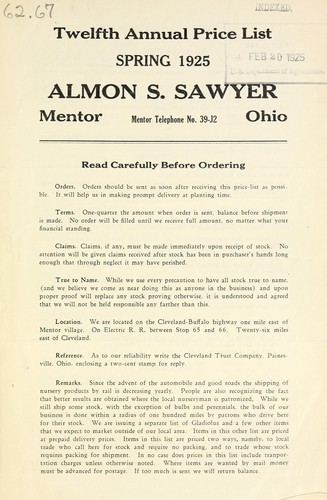 62.67
INDEXED
Twelfth Annual Price List
SPRING 1925
FEB 20 1925
U. S. Department of Agriculture
ALMON S. SAWYER
Mentor Mentor Telephone No. 39-J2 Ohio
Read Carefully Before Ordering
Orders. Orders should be sent as soon after receiving this price-list as possi-
ble. It will help us in making prompt delivery at planting time.
Terms. One-quarter the amount when order is sent, balance before shipment
is made. No order will be filled until we receive full amount, no matter what your
financial standing.
Claims. Claims, if any, must be made immediately upon receipt of stock. No
attention will be given claims received after stock has been in purchaser's hands long
enough that through neglect it may have perished.
True to Name. While we use every precaution to have all stock true to name,
(and we believe we come as near doing this as anyone in the business) and upon
proper proof will replace any stock proving otherwise, it is understood and agreed
that we will not be held responsible any farther than this.
Location. We are located on the Cleveland-Buffalo highway one mile east of
Mentor village. On Electric R. R. between Stop 65 and 66. Twenty-six miles
east of Cleveland.
Reference. As to our reliability write the Cleveland Trust Company, Paines-
ville, Ohio, enclosing a two-cent stamp for reply.
Remarks. Since the advent of the automobile and good roads the shipping of
nursery products by rail is decreasing yearly. People are also recognizing the fact
that better results are obtained where the local nurseryman is patronized. While we
still ship some stock, with the exception of bulbs and perennials, the bulk of our
business is done within a radius of one hundred miles by patrons who drive here
for their stock. We are issuing a separate list of Gladiolus and a few other items
that we expect to market outside of our local area. Items in this other list are priced
at prepaid delivery prices. Items in this list are priced two ways, namely, to local
trade who call here for stock and require no packing, and to trade whose stock
requires packing for shipment. In no case does prices in this list include tranpor-
tation charges unless otherwise noted. Where items are wanted by mail money
must be advanced for postage. If too much is sent we will return balance.